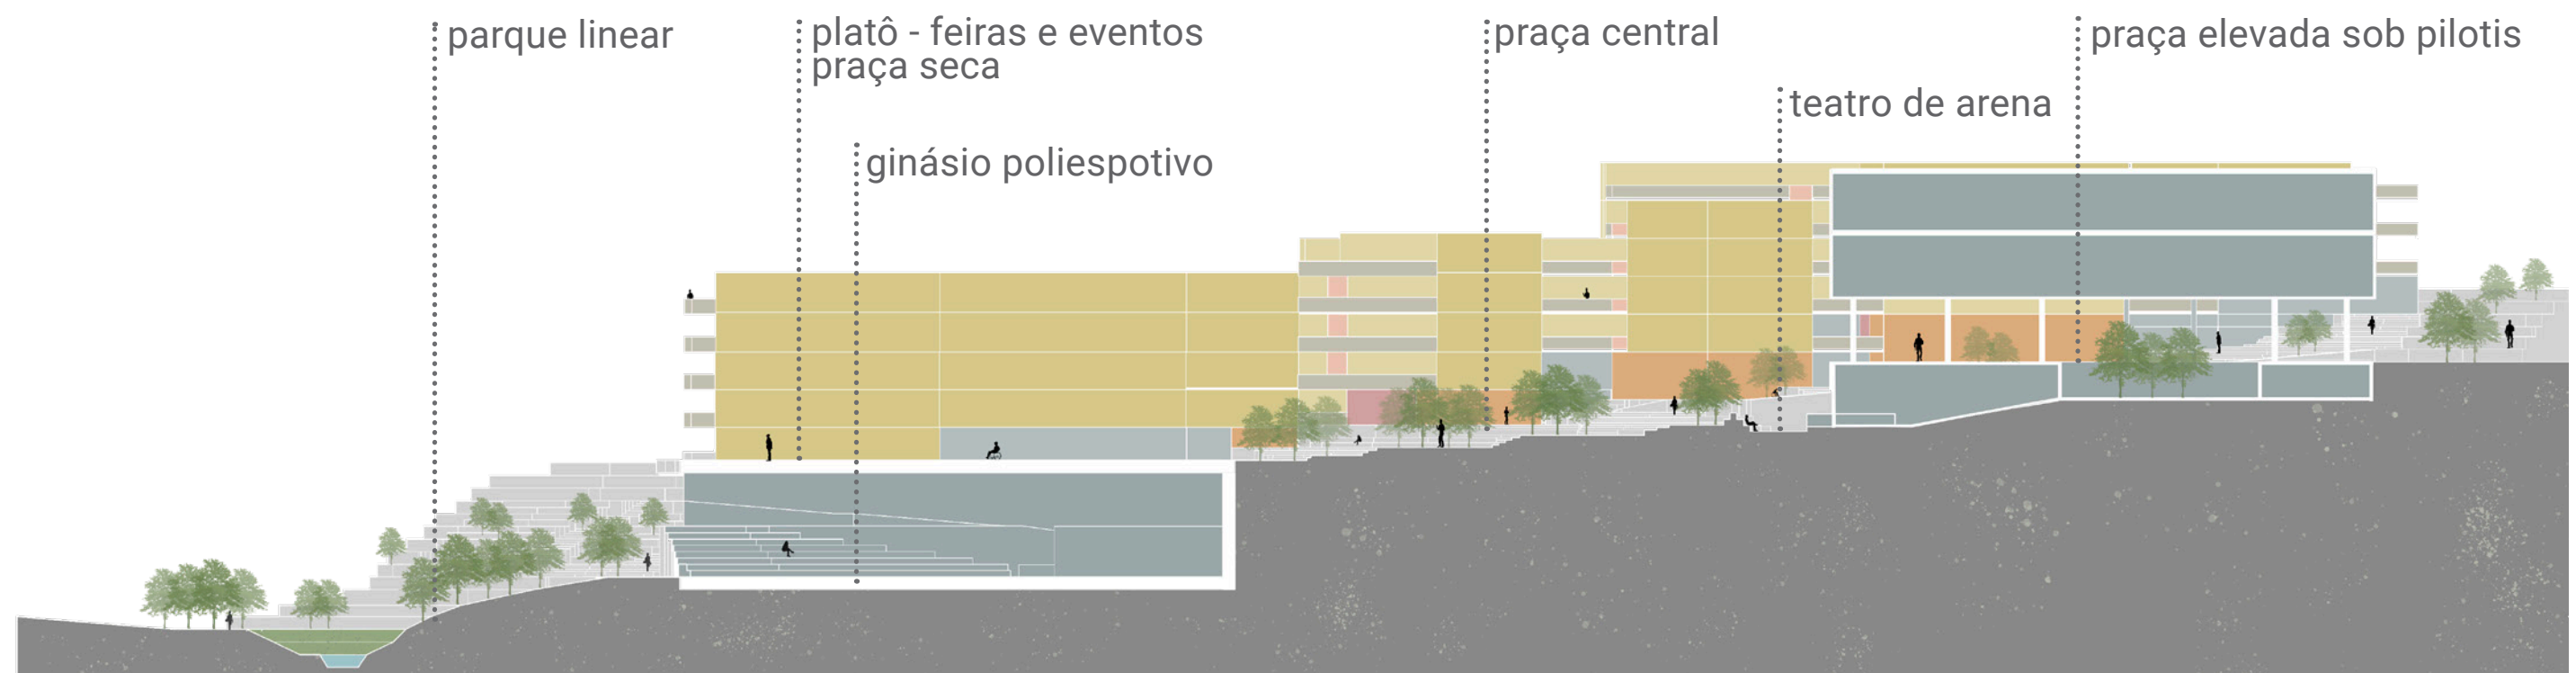 parque linear
platô - feiras e eventos
praça seca
ginásio poliespotivo
praça central
teatro de arena
praça elevada sob pilotis